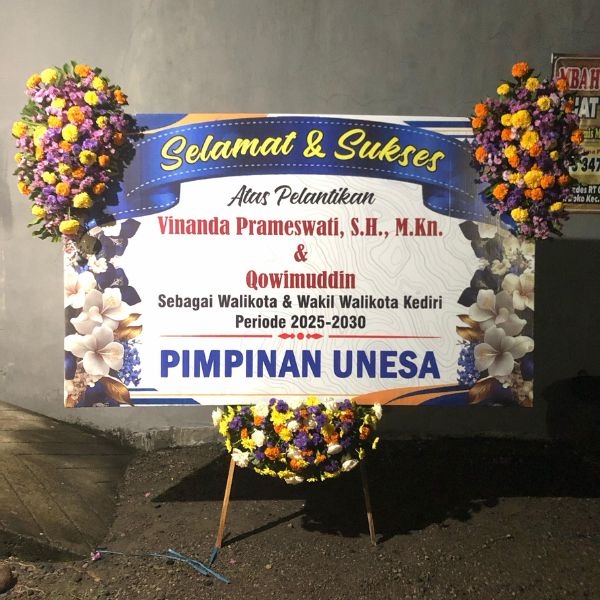 Selamat & Sukses
Atas Pelantikan
Vinanda Prameswati, S.H., M.Kn.
&
Qowimuddin
Sebagai Walikota & Wakil Walikota Kediri
Periode 2025-2030
PIMPINAN UNESA